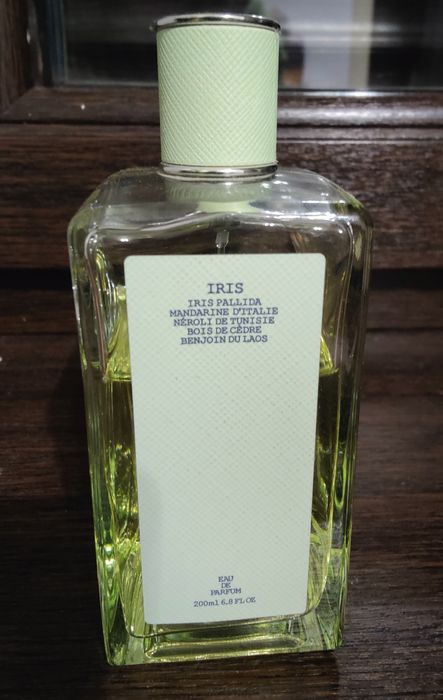 IRIS
IRIS PALLIDA
MANDARINE D'ITALIE
NÉROLI DE TUNISIE
BOIS DE CÈDRE
BENJOIN DU LAOS
EAU
DE
PARFUM
200ml 6.8 FL OZ